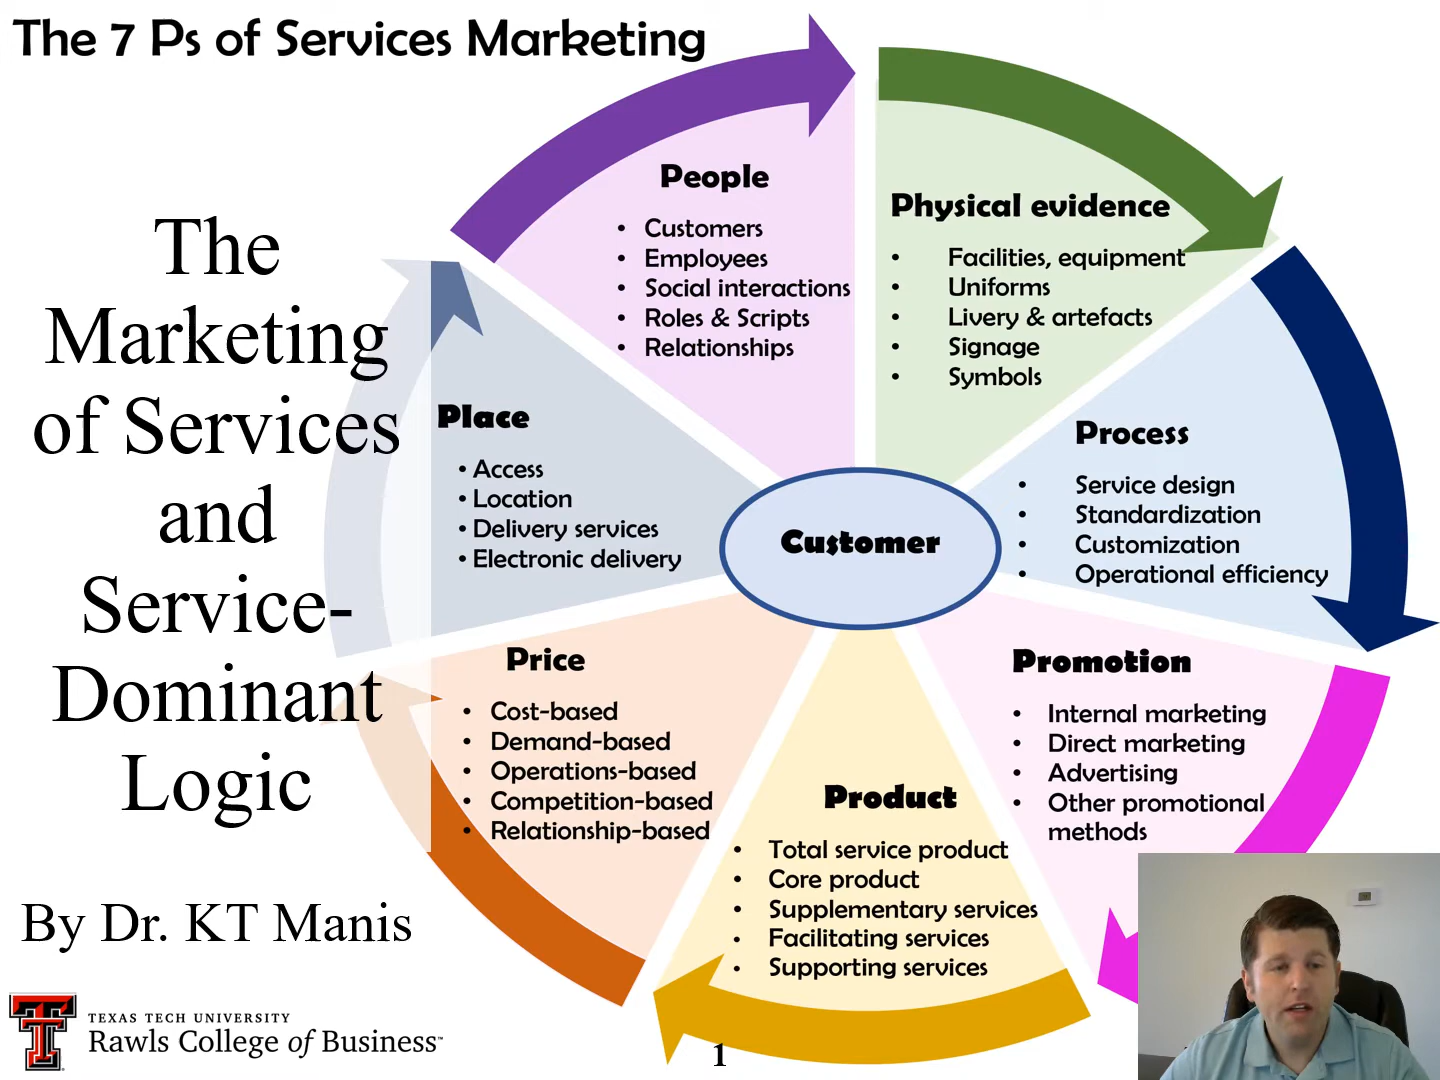 The 7 Ps of Services Marketing
The
Marketing
of Services
and
Service-
Dominant
Logic
By Dr. KT Manis
TEXAS TECH UNIVERSITY
Rawls College of Business™
People
• Customers
• Employees
• Social interactions
• Roles & Scripts
• Relationships
Physical evidence
• Facilities, equipment
• Uniforms
• Livery & artefacts
• Signage
• Symbols
Process
• Service design
• Standardization
• Customization
• Operational efficiency
Promotion
• Internal marketing
• Direct marketing
• Advertising
• Other promotional
methods
Product
• Total service product
• Core product
• Supplementary services
• Facilitating services
• Supporting services
Price
• Cost-based
• Demand-based
• Operations-based
• Competition-based
• Relationship-based
Place
• Access
• Location
• Delivery services
• Electronic delivery
Customer
1